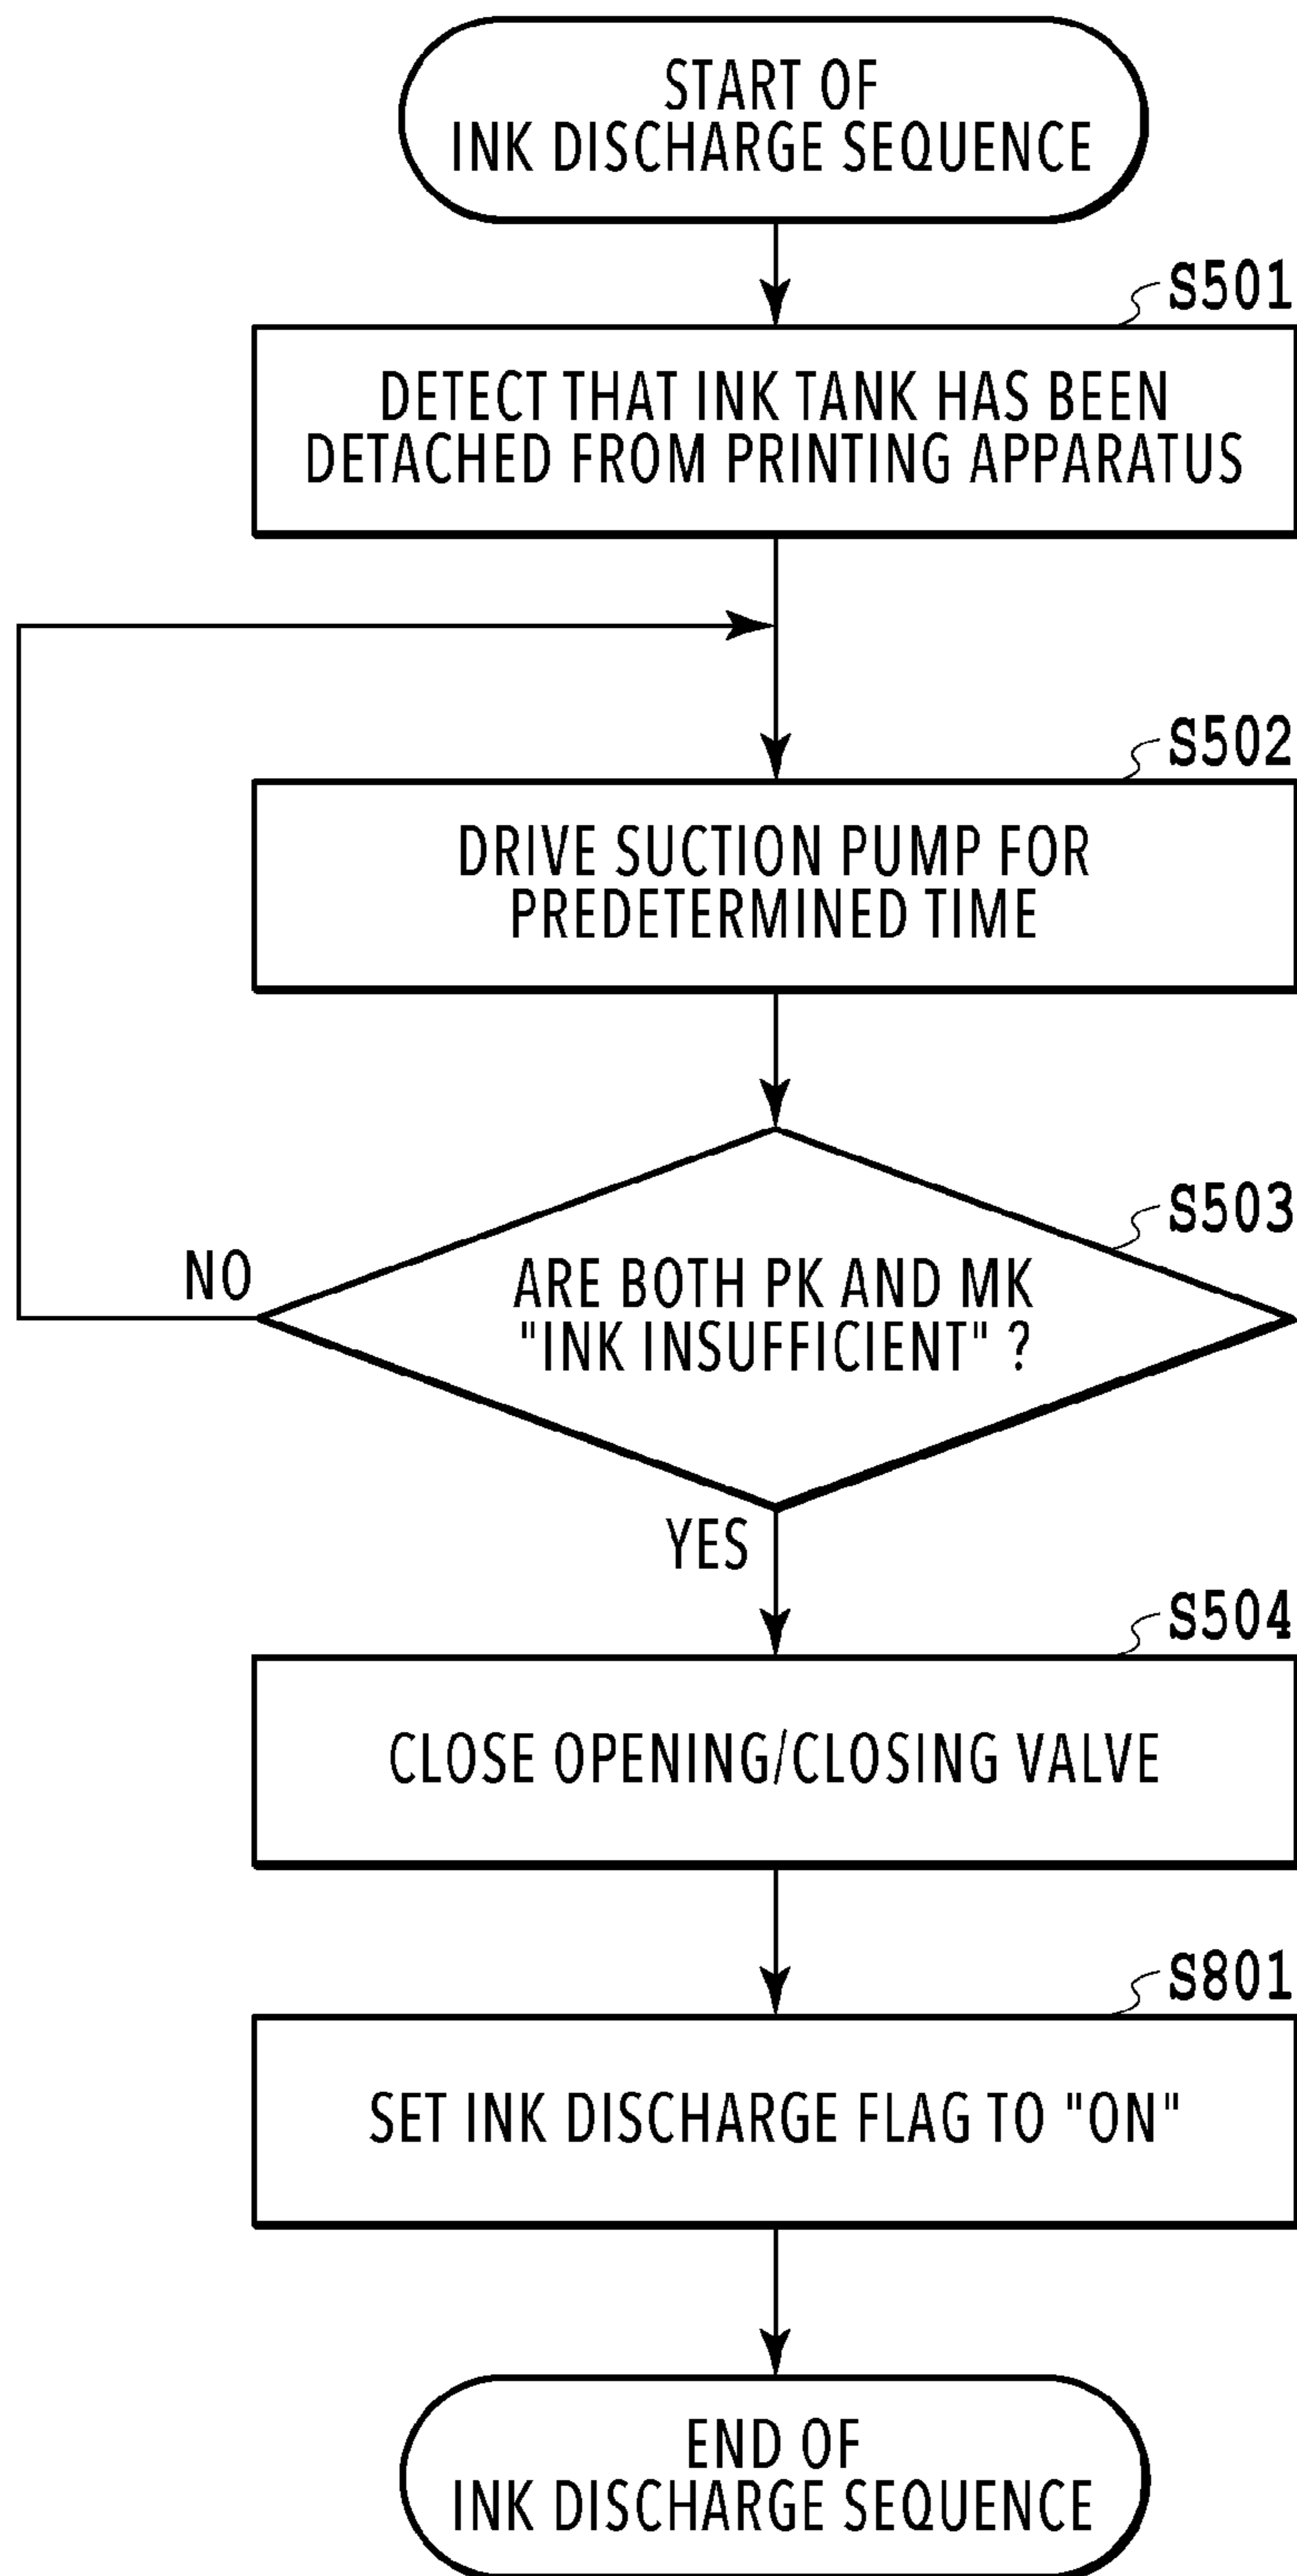 START OF
INK DISCHARGE SEQUENCE
S501
DETECT THAT INK TANK HAS BEEN
DETACHED FROM PRINTING APPARATUS
S502
DRIVE SUCTION PUMP FOR
PREDETERMINED TIME
S503
NO
ARE BOTH PK AND MK
"INK INSUFFICIENT" ?
YES
S504
CLOSE OPENING/CLOSING VALVE
S801
SET INK DISCHARGE FLAG TO "ON"
END OF
INK DISCHARGE SEQUENCE